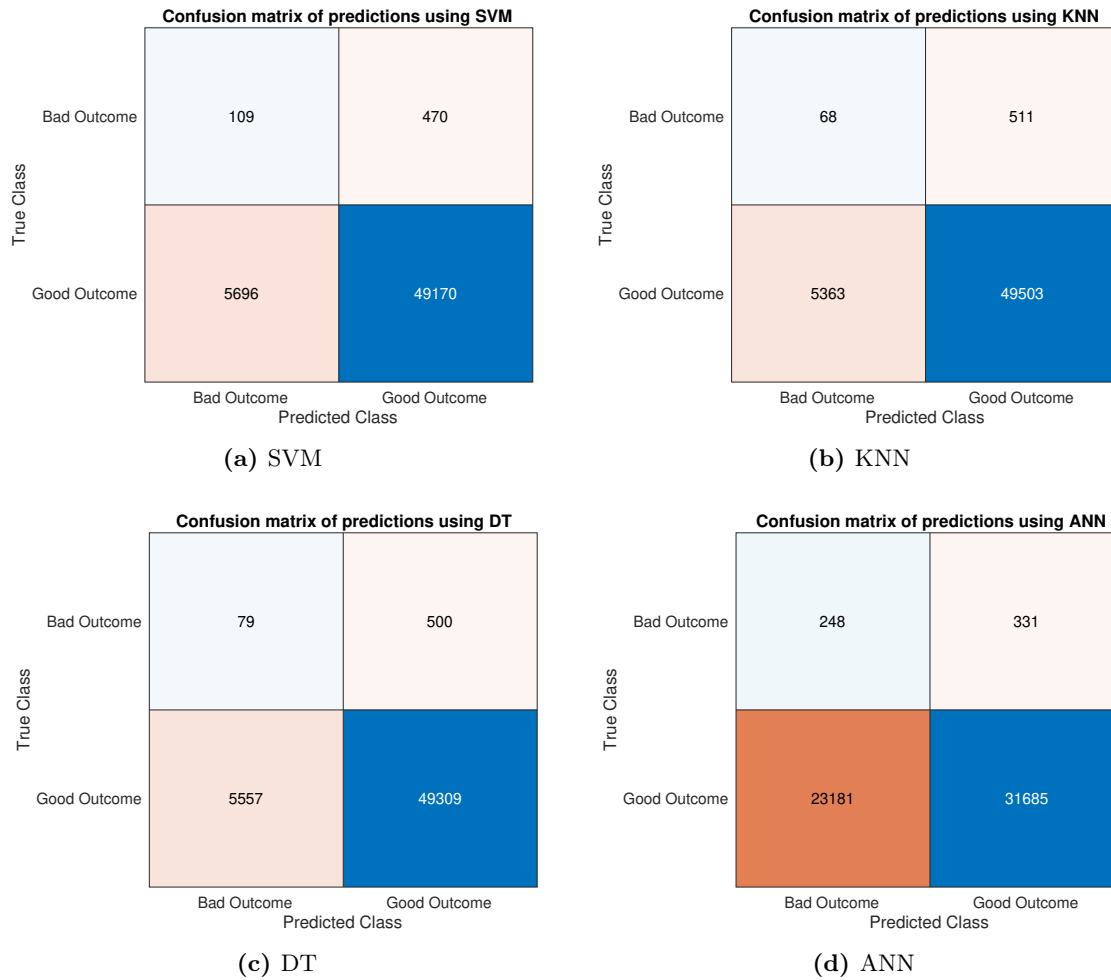 Confusion matrix of predictions using SVM
True Class
Bad Outcome
109
470
Good Outcome
5696
49170
Bad Outcome
Good Outcome
Predicted Class
(a) SVM
Confusion matrix of predictions using KNN
True Class
Bad Outcome
68
511
Good Outcome
5363
49503
Bad Outcome
Good Outcome
Predicted Class
(b) KNN
Confusion matrix of predictions using DT
True Class
Bad Outcome
79
500
Good Outcome
5557
49309
Bad Outcome
Good Outcome
Predicted Class
(c) DT
Confusion matrix of predictions using ANN
True Class
Bad Outcome
248
331
Good Outcome
23181
31685
Bad Outcome
Good Outcome
Predicted Class
(d) ANN